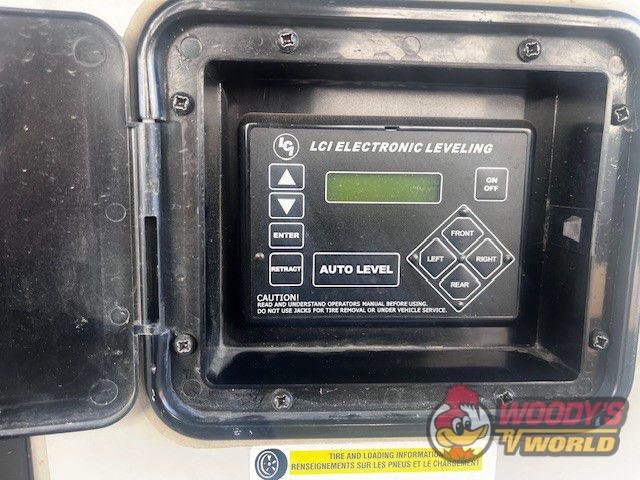 LCI LCI ELECTRONIC LEVELING
ON
OFF
ENTER
FRONT
LEFT RIGHT
REAR
RETRACT
AUTO LEVEL
CAUTION!
READ AND UNDERSTAND OPERATORS MANUAL BEFORE USING.
DO NOT USE JACKS FOR TIRE REMOVAL OR UNDER VEHICLE SERVICE.
TIRE AND LOADING INFORMATION
RENSEIGNEMENTS SUR LES PNEUS ET LE CHARGEMENT
WOODY'S
RV WORLD